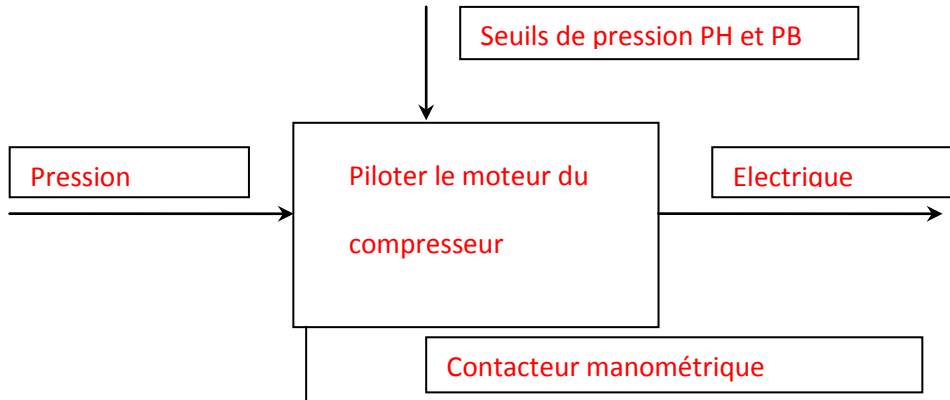 Seuils de pression PH et PB
Pression
Piloter le moteur du
compresseur
Electrique
Contacteur manométrique